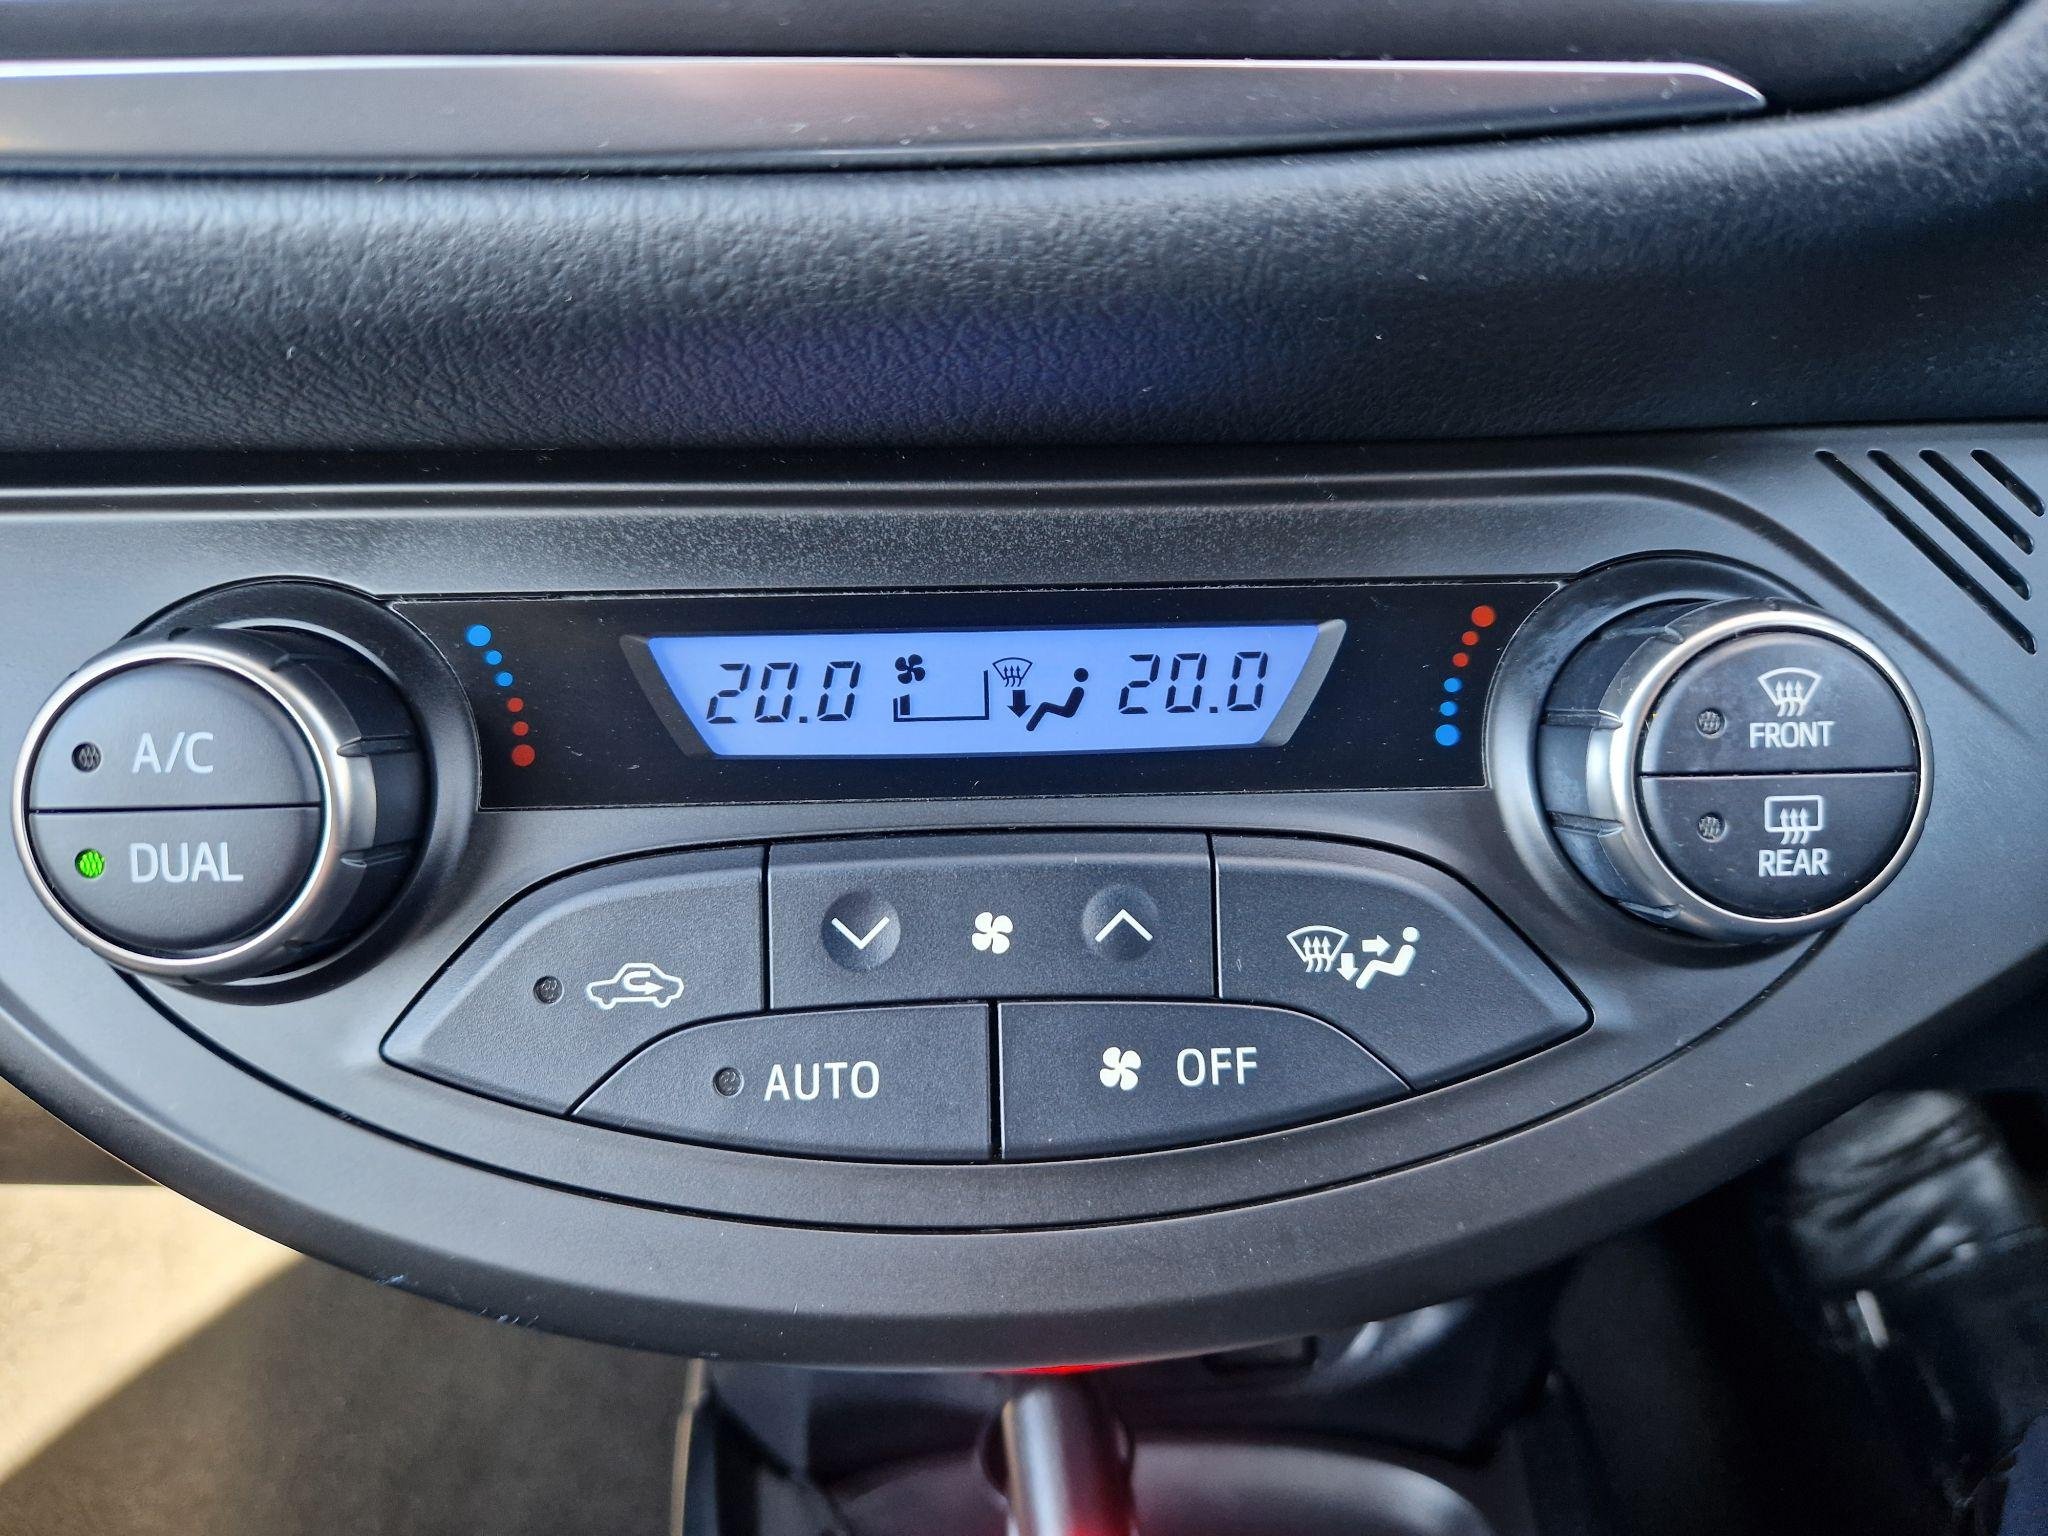 20.0 20.0
A/C
DUAL
FRONT
REAR
AUTO
OFF